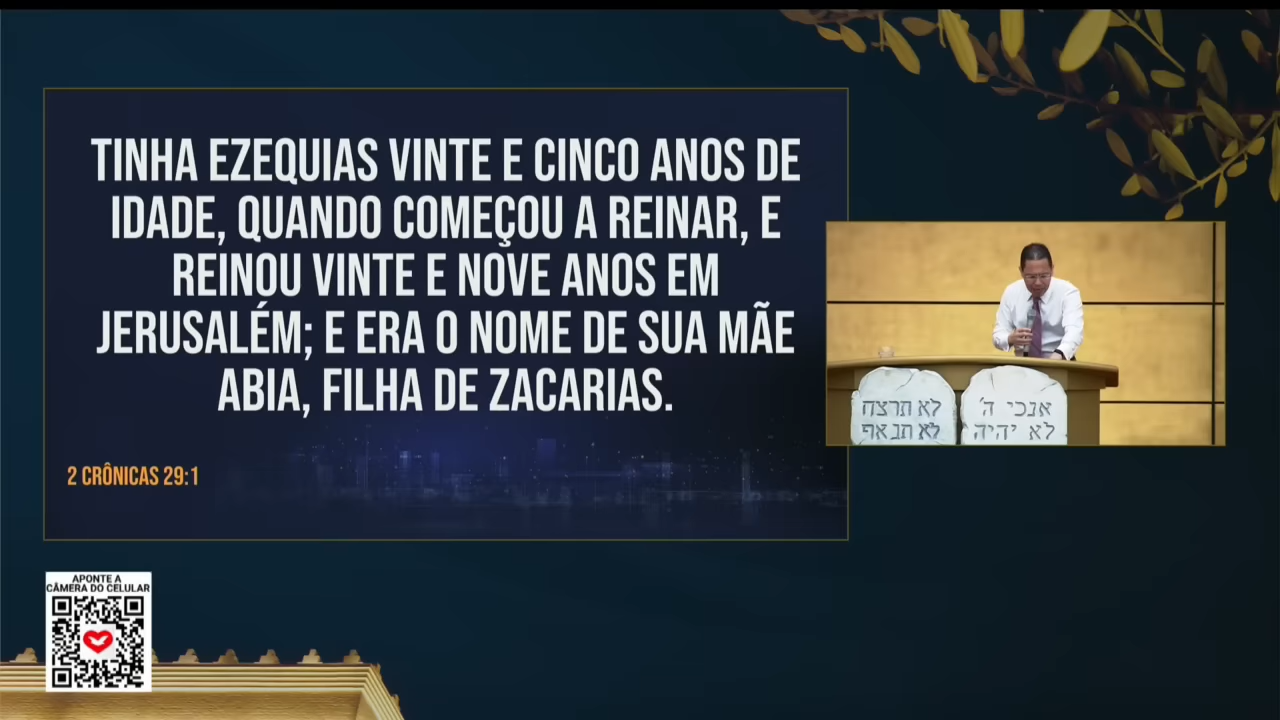 TINHA EZEQUIAS VINTE E CINCO ANOS DE
IDADE, QUANDO COMEÇOU A REINAR, E
REINOU VINTE E NOVE ANOS EM
JERUSALÉM; E ERA O NOME DE SUA MÃE
ABIA, FILHA DE ZACARIAS.
2 CRÔNICAS 29:1
אנכי ה'
לא יהיה
לא תרצח
לא תנאף
APONTE A
CÂMERA DO CELULAR